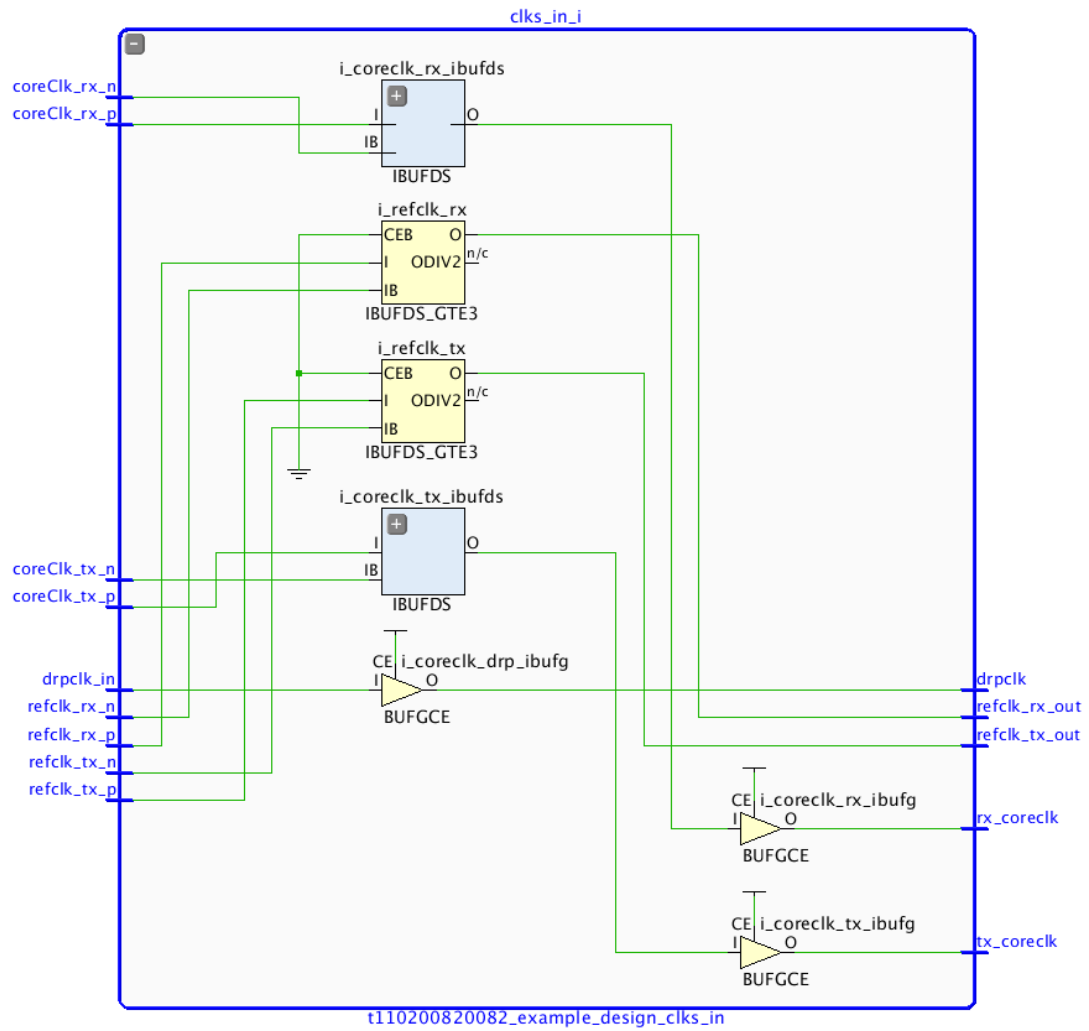 clks_in_i
−
coreClk_rx_n
coreClk_rx_p
i_coreclk_rx_ibufds
+
I
IB
O
IBUFDS
i_refclk_rx
CEB O
I ODIV2 n/c
IB
IBUFDS_GTE3
i_refclk_tx
CEB O
I ODIV2 n/c
IB
IBUFDS_GTE3
i_coreclk_tx_ibufds
+
I
IB
O
IBUFDS
coreClk_tx_n
coreClk_tx_p
CE i_coreclk_drp_ibufg
I O
BUFGCE
drpclk_in
refclk_rx_n
refclk_rx_p
refclk_tx_n
refclk_tx_p
drpclk
refclk_rx_out
refclk_tx_out
CE i_coreclk_rx_ibufg
I O
BUFGCE
rx_coreclk
CE i_coreclk_tx_ibufg
I O
BUFGCE
tx_coreclk
t110200820082_example_design_clks_in